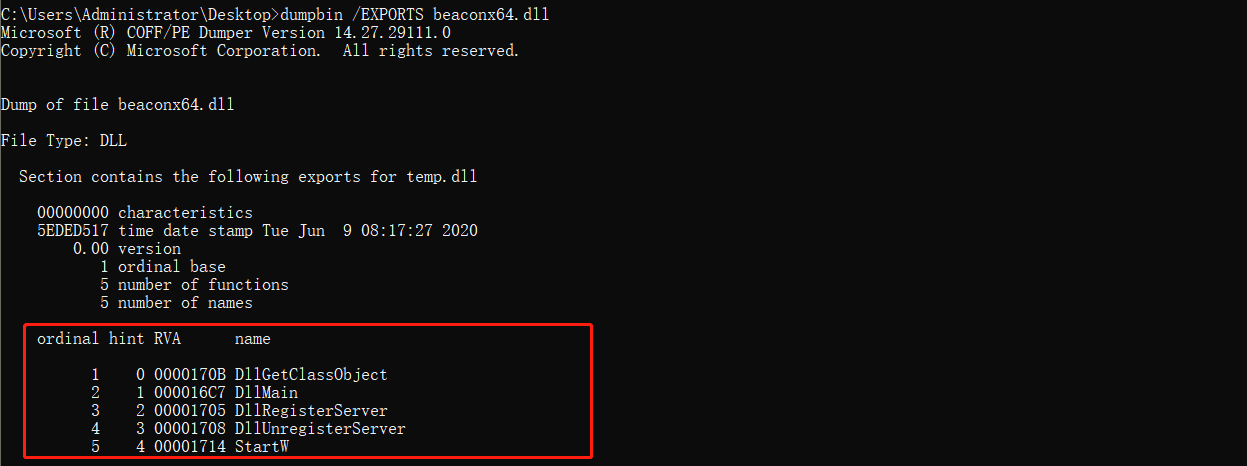 C:\Users\Administrator\Desktop>dumpbin /EXPORTS beaconx64.dll
Microsoft (R) COFF/PE Dumper Version 14.27.29111.0
Copyright (C) Microsoft Corporation.  All rights reserved.
Dump of file beaconx64.dll
File Type: DLL
Section contains the following exports for temp.dll
00000000 characteristics
5EDED517 time date stamp Tue Jun  9 08:17:27 2020
0.00 version
1 ordinal base
5 number of functions
5 number of names
ordinal hint RVA      name
1    0 0000170B DllGetClassObject
2    1 000016C7 DllMain
3    2 00001705 DllRegisterServer
4    3 00001708 DllUnregisterServer
5    4 00001714 StartW